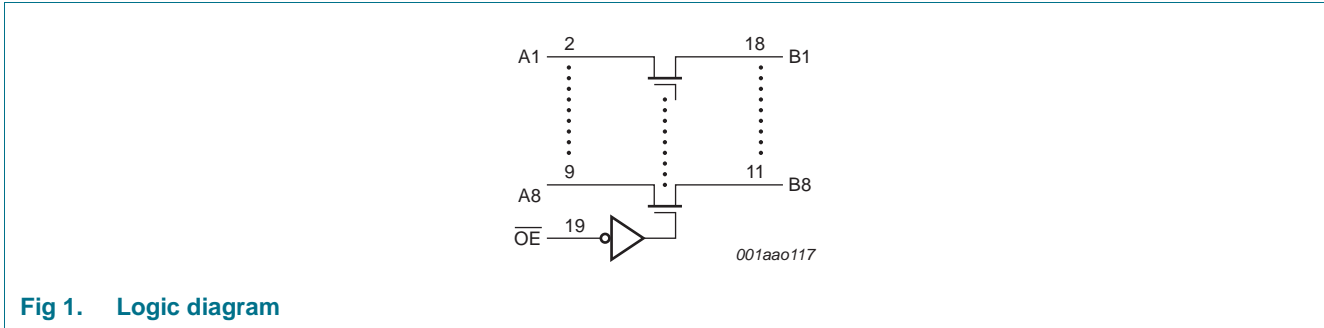 A1 2 18 B1
A8 9 11 B8
OE 19
001aao117
Fig 1. Logic diagram